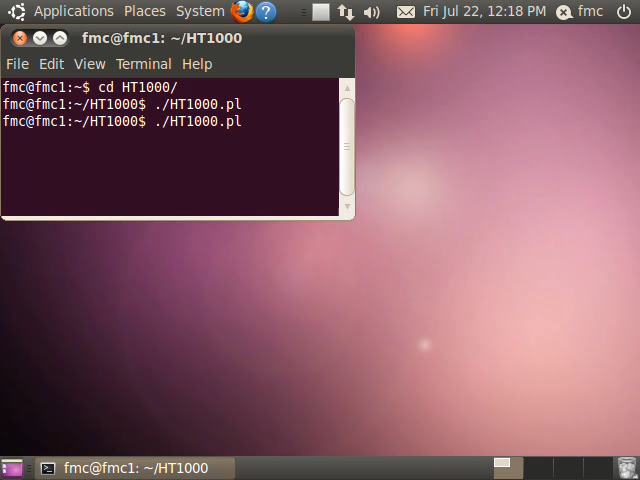 Applications Places System ? Fri Jul 22, 12:18 PM fmc
fmc@fmc1: ~/HT1000
File Edit View Terminal Help
fmc@fmc1:~$ cd HT1000/
fmc@fmc1:~/HT1000$ ./HT1000.pl
fmc@fmc1:~/HT1000$ ./HT1000.pl
fmc@fmc1: ~/HT1000